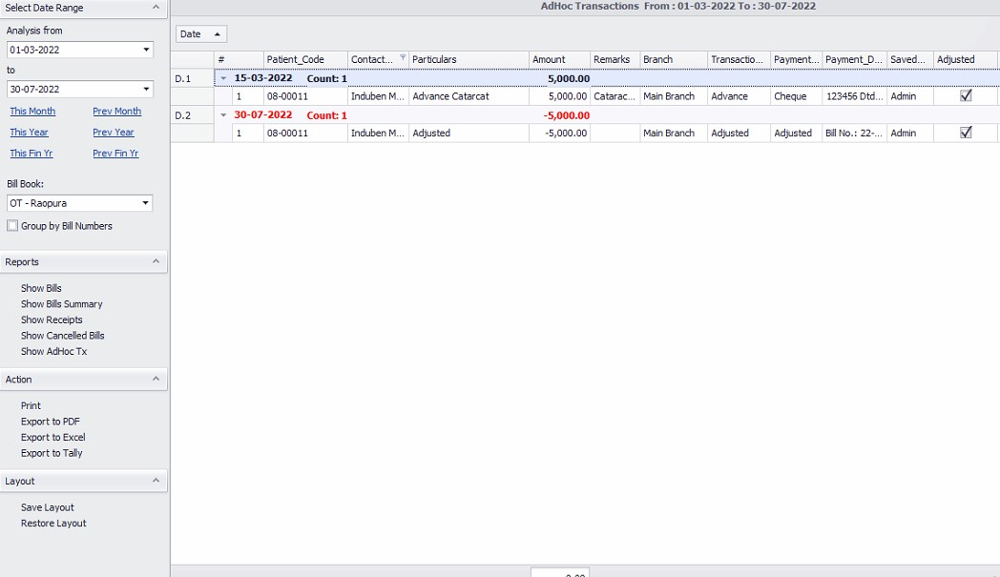 Select Date Range
Analysis from
01-03-2022
to
30-07-2022
This Month Prev Month
This Year Prev Year
This Fin Yr Prev Fin Yr
Bill Book:
OT - Raopura
Group by Bill Numbers
Reports
Show Bills
Show Bills Summary
Show Receipts
Show Cancelled Bills
Show AdHoc Tx
Action
Print
Export to PDF
Export to Excel
Export to Tally
Layout
Save Layout
Restore Layout
AdHoc Transactions From : 01-03-2022 To : 30-07-2022
Date
# Patient_Code Contact... Particulars Amount Remarks Branch Transactio... Payment... Payment_D... Saved... Adjusted
D.1 15-03-2022 Count: 1 5,000.00
1 08-00011 Induben M... Advance Catarcat 5,000.00 Catarac... Main Branch Advance Cheque 123456 Dtd... Admin
D.2 30-07-2022 Count: 1 -5,000.00
1 08-00011 Induben M... Adjusted -5,000.00 Main Branch Adjusted Adjusted Bill No.: 22-... Admin